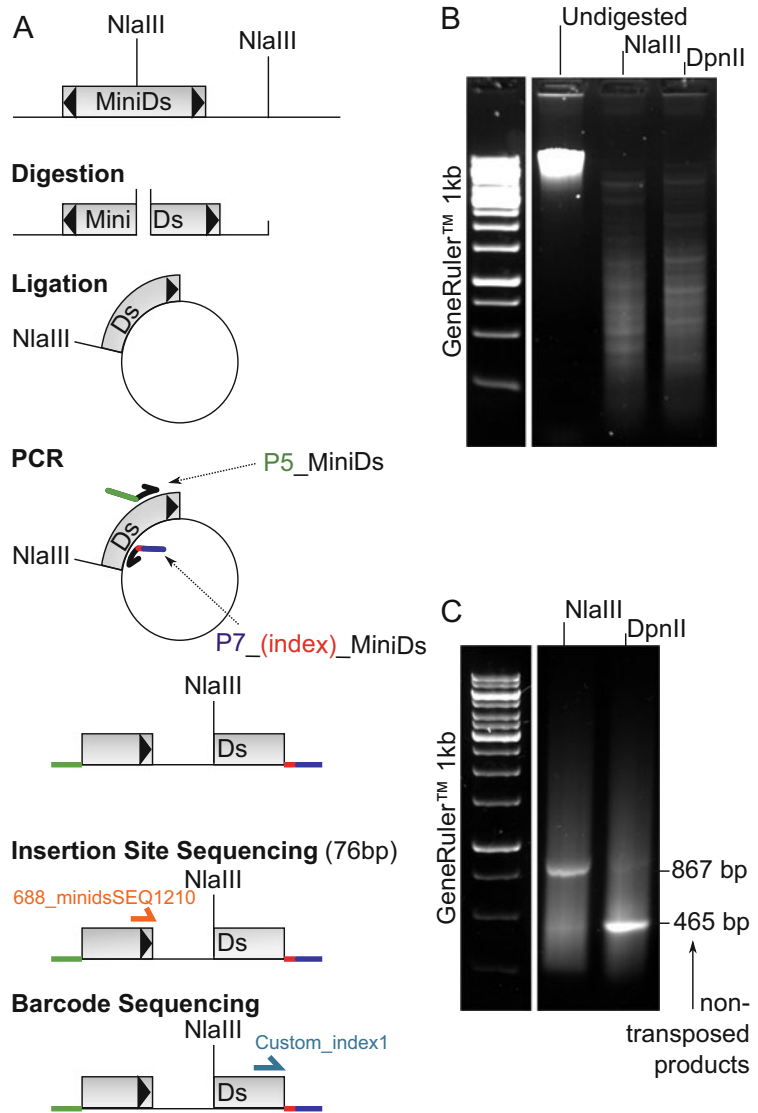 A
NlaIII
NlaIII
MiniDs
Digestion
Mini
Ds
Ligation
Ds
NlaIII
PCR
P5_MiniDs
Ds
NlaIII
P7_(index)_MiniDs
NlaIII
Ds
Insertion Site Sequencing (76bp)
NlaIII
688_minidsSEQ1210
Ds
Barcode Sequencing
NlaIII
Custom_index1
Ds
B
Undigested
NlaIII
DpnII
GeneRuler™ 1kb
C
NlaIII
DpnII
GeneRuler™ 1kb
867 bp
465 bp
non-
transposed
products